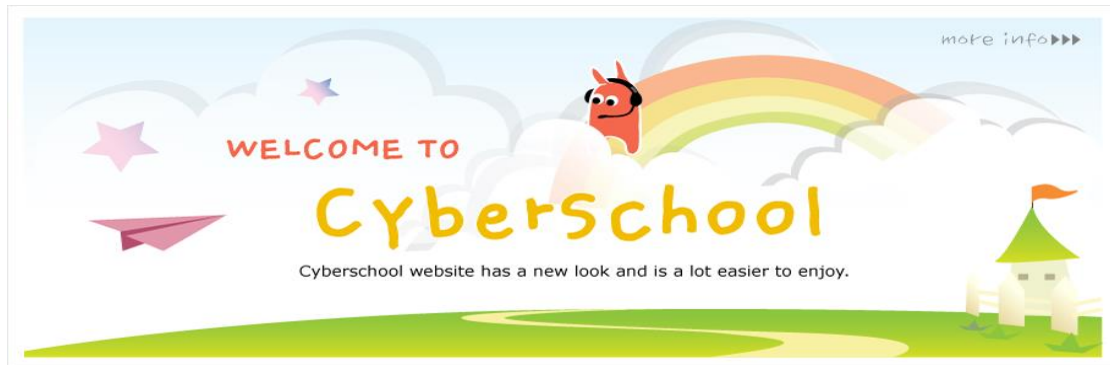 more info
WELCOME TO
CyberSchool
Cyberschool website has a new look and is a lot easier to enjoy.